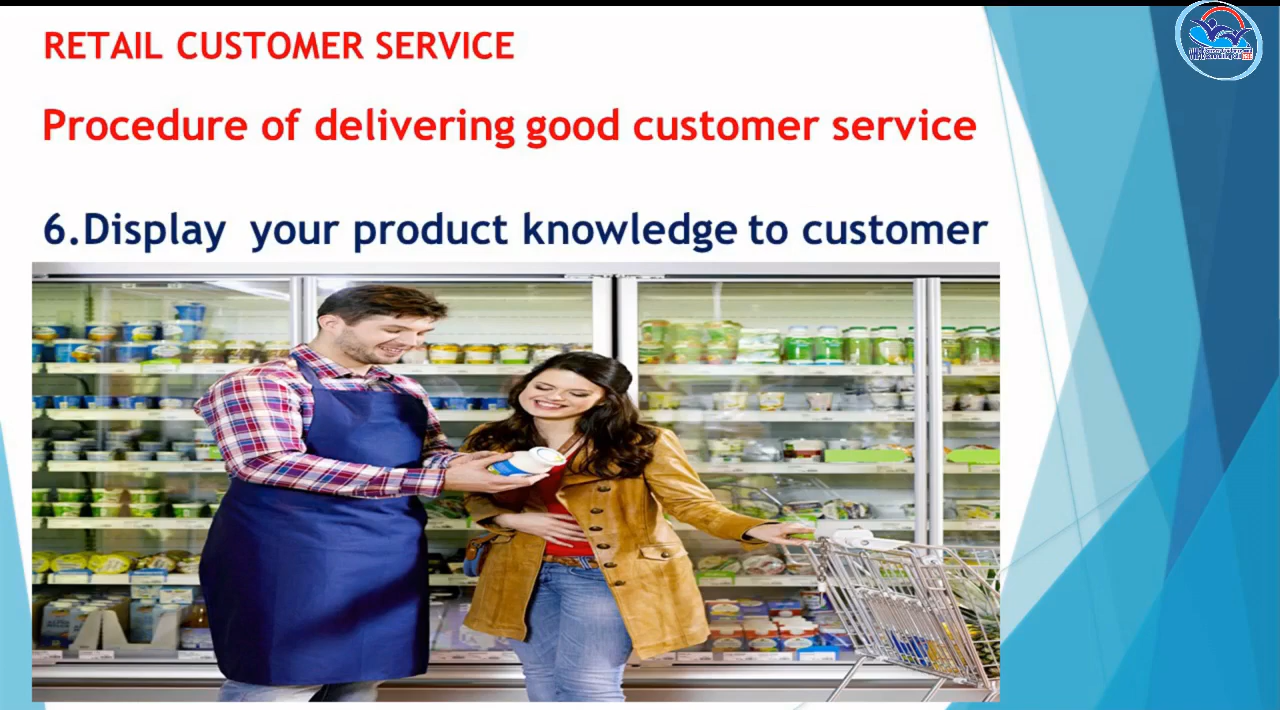 RETAIL CUSTOMER SERVICE
Procedure of delivering good customer service
6.Display your product knowledge to customer